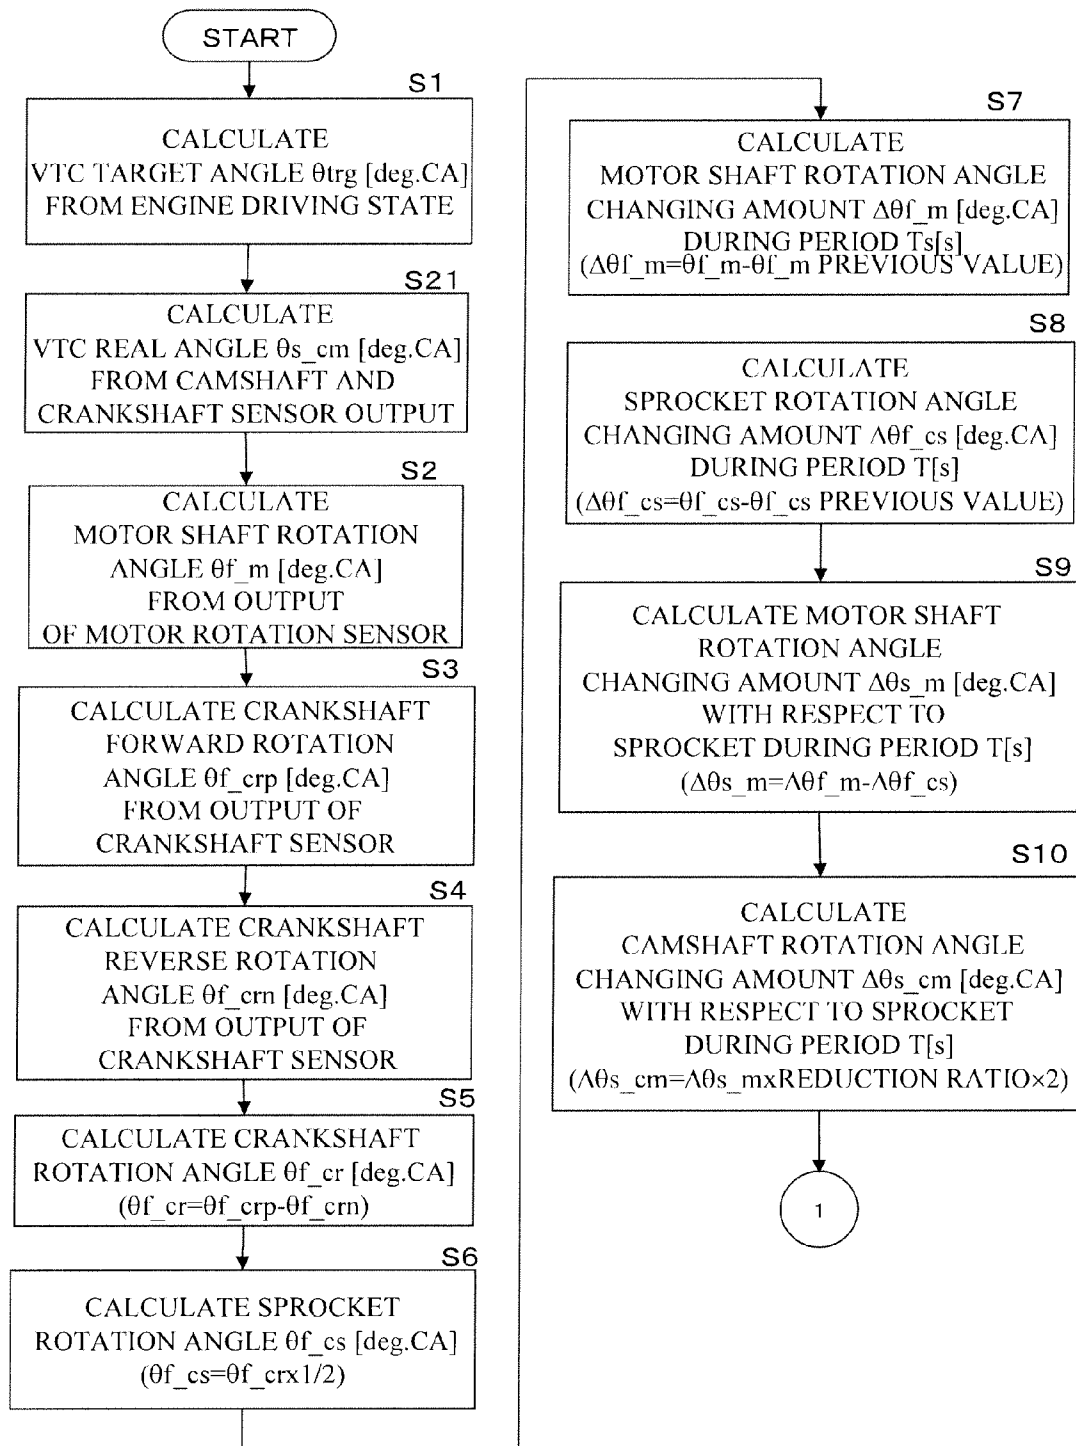 START
S1
CALCULATE
VTC TARGET ANGLE θtrg [deg.CA]
FROM ENGINE DRIVING STATE
S21
CALCULATE
VTC REAL ANGLE θs_cm [deg.CA]
FROM CAMSHAFT AND
CRANKSHAFT SENSOR OUTPUT
S2
CALCULATE
MOTOR SHAFT ROTATION
ANGLE θf_m [deg.CA]
FROM OUTPUT
OF MOTOR ROTATION SENSOR
S3
CALCULATE CRANKSHAFT
FORWARD ROTATION
ANGLE θf_crp [deg.CA]
FROM OUTPUT OF
CRANKSHAFT SENSOR
S4
CALCULATE CRANKSHAFT
REVERSE ROTATION
ANGLE θf_crn [deg.CA]
FROM OUTPUT OF
CRANKSHAFT SENSOR
S5
CALCULATE CRANKSHAFT
ROTATION ANGLE θf_cr [deg.CA]
(θf_cr=θf_crp-θf_crn)
S6
CALCULATE SPROCKET
ROTATION ANGLE θf_cs [deg.CA]
(θf_cs=θf_crx1/2)
S7
CALCULATE
MOTOR SHAFT ROTATION ANGLE
CHANGING AMOUNT Δθf_m [deg.CA]
DURING PERIOD Ts[s]
(Δθf_m=θf_m-θf_m PREVIOUS VALUE)
S8
CALCULATE
SPROCKET ROTATION ANGLE
CHANGING AMOUNT Δθf_cs [deg.CA]
DURING PERIOD T[s]
(Δθf_cs=θf_cs-θf_cs PREVIOUS VALUE)
S9
CALCULATE MOTOR SHAFT
ROTATION ANGLE
CHANGING AMOUNT Δθs_m [deg.CA]
WITH RESPECT TO
SPROCKET DURING PERIOD T[s]
(Δθs_m=Δθf_m-Δθf_cs)
S10
CALCULATE
CAMSHAFT ROTATION ANGLE
CHANGING AMOUNT Δθs_cm [deg.CA]
WITH RESPECT TO SPROCKET
DURING PERIOD T[s]
(Δθs_cm=Δθs_mxREDUCTION RATIO×2)
1